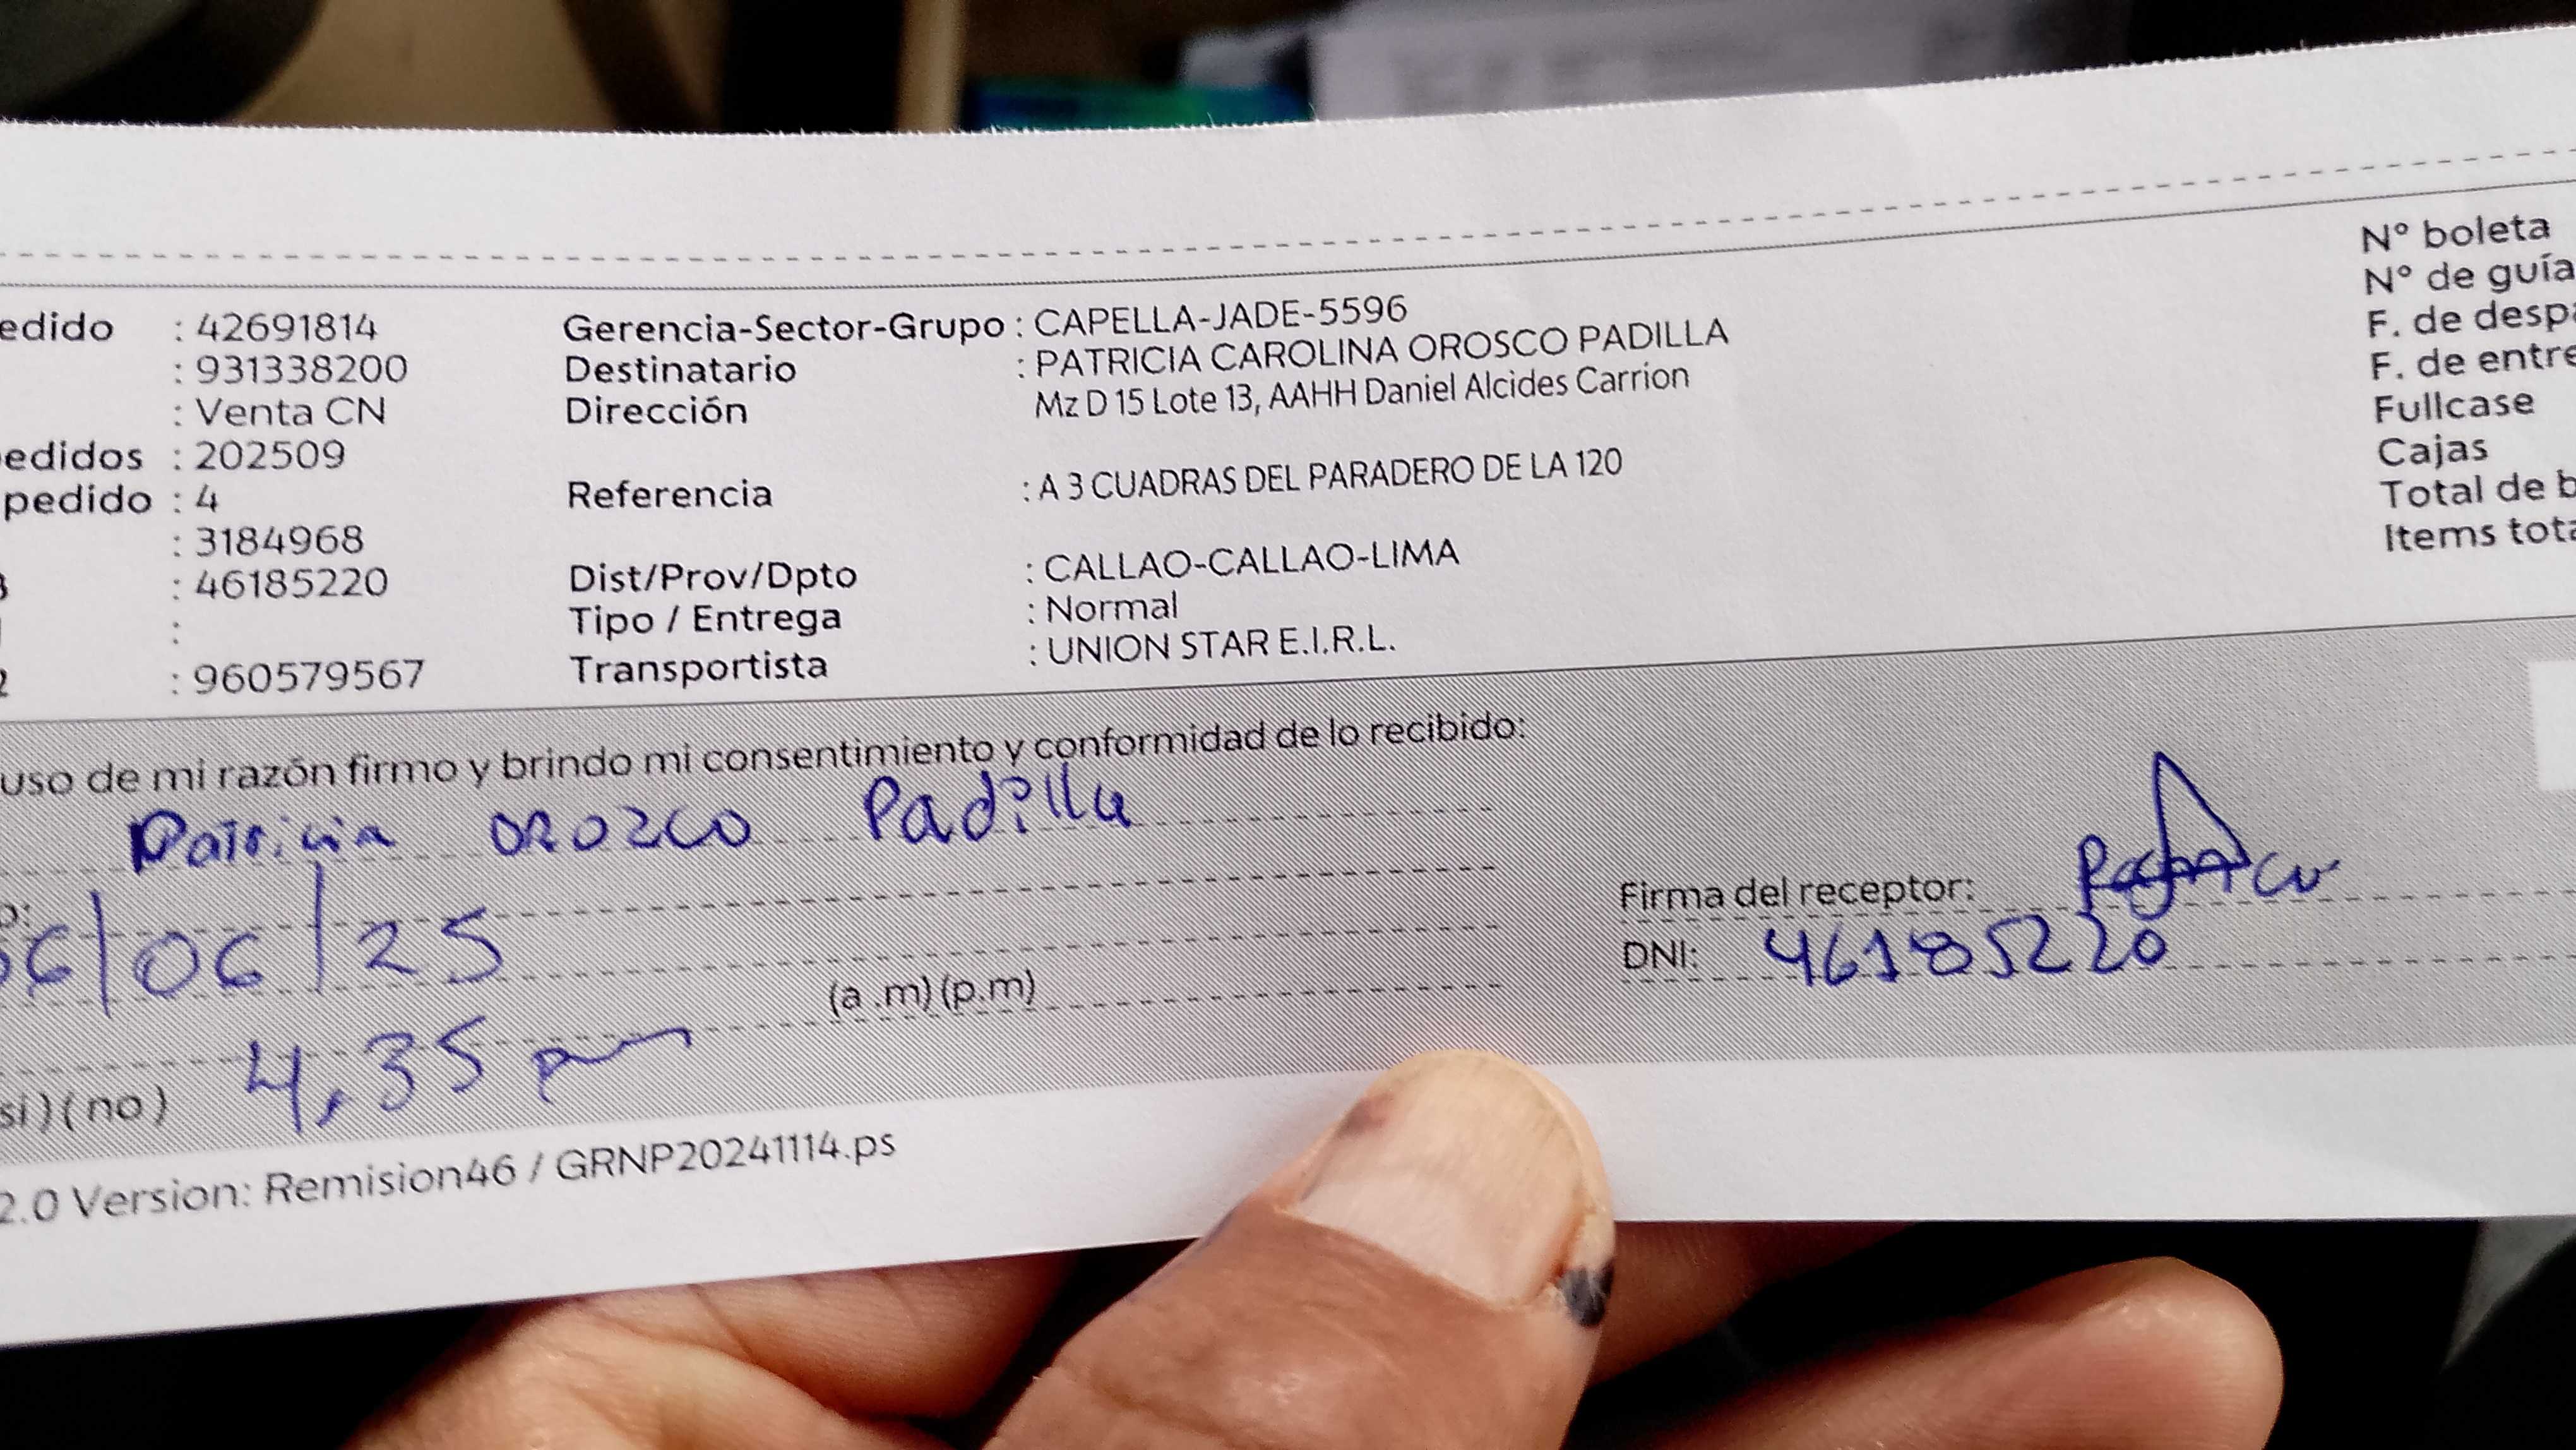 edido : 42691814 Gerencia-Sector-Grupo : CAPELLA-JADE-5596 N° boleta
: 931338200 Destinatario : PATRICIA CAROLINA OROSCO PADILLA N° de guía
: Venta CN Dirección Mz D 15 Lote 13, AAHH Daniel Alcides Carrion F. de despa
edidos : 202509 F. de entre
pedido : 4 Referencia : A 3 CUADRAS DEL PARADERO DE LA 120 Fullcase
: 3184968 Cajas
: 46185220 Dist/Prov/Dpto : CALLAO-CALLAO-LIMA Total de b
: Tipo / Entrega : Normal Items tota
2 : 960579567 Transportista : UNION STAR E.I.R.L.
uso de mi razón firmo y brindo mi consentimiento y conformidad de lo recibido:
Patricia OROZCO Padilla
06/06/25 Firma del receptor:
(a .m) (p.m) DNI: 46185220
si ) ( no ) 4,35 pm
2.0 Version: Remision46 / GRNP20241114.ps